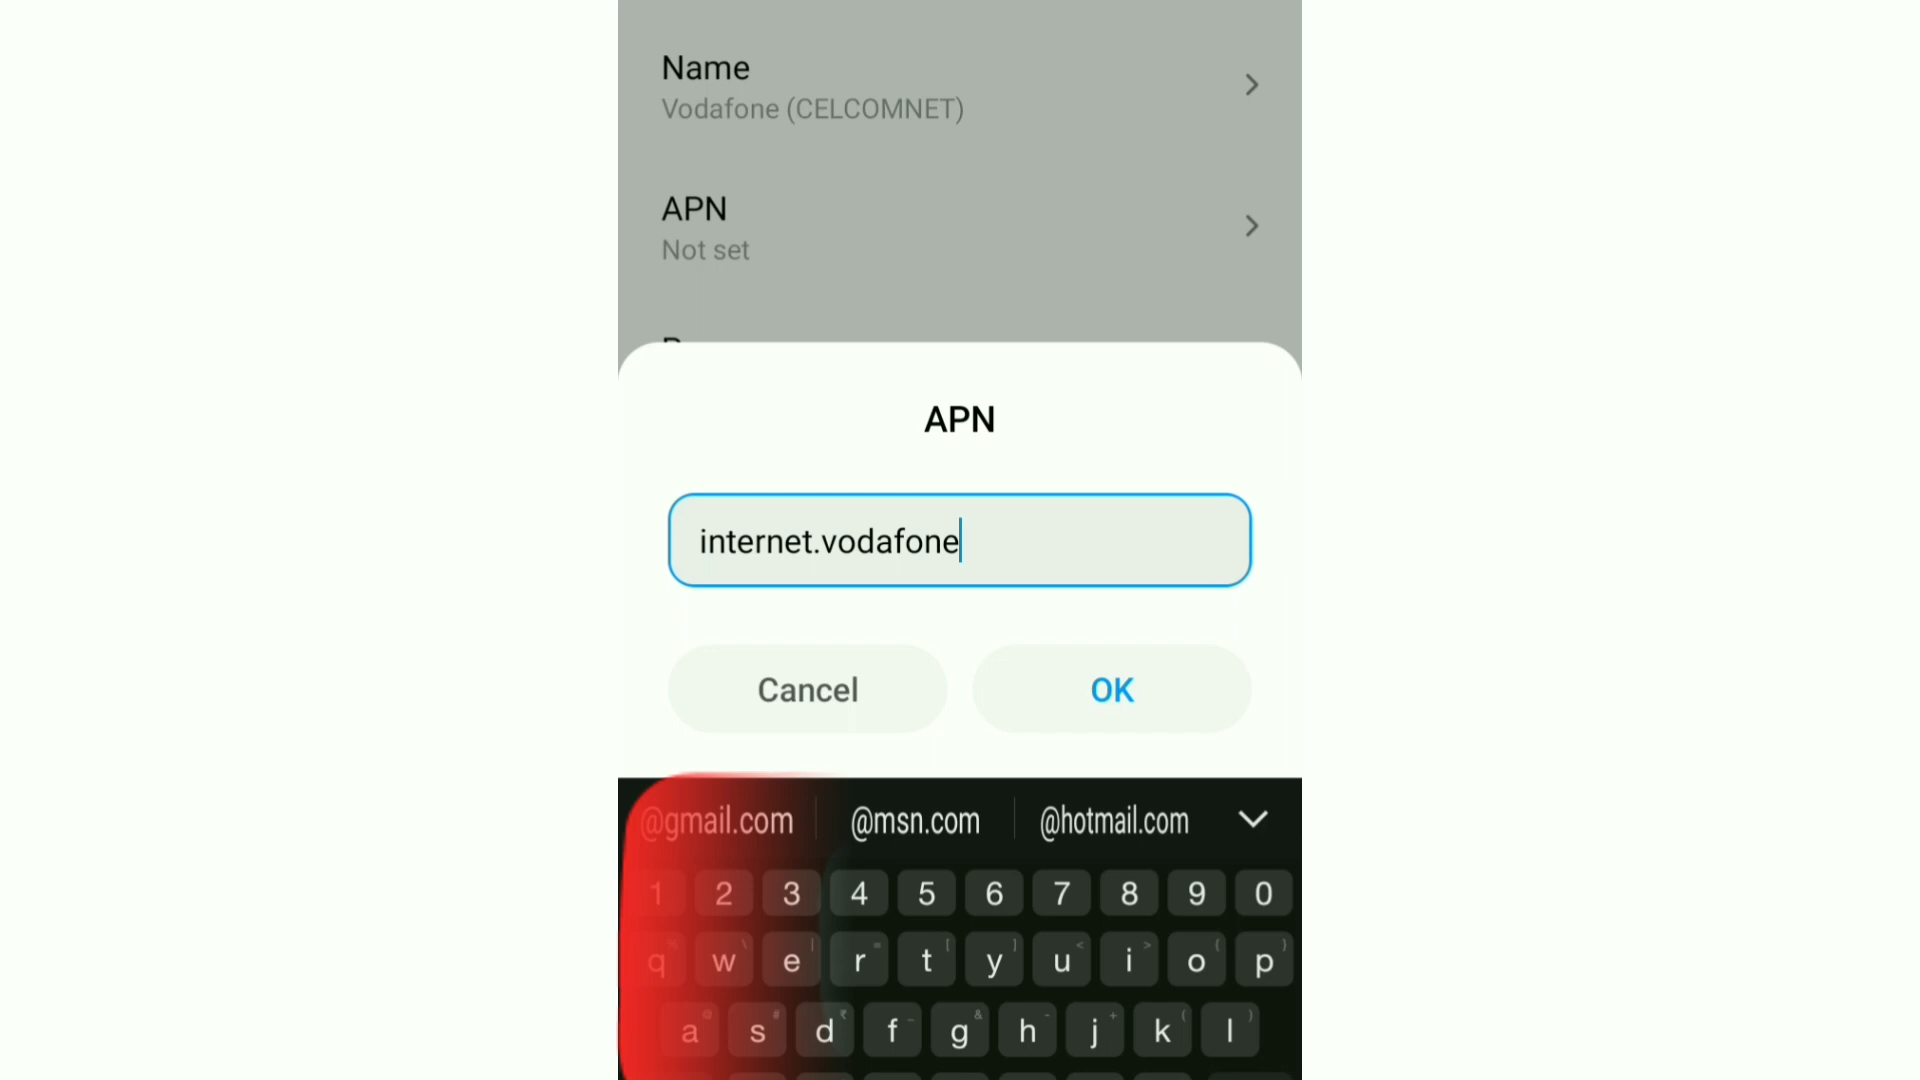 Name
Vodafone (CELCOMNET)
APN
Not set
APN
internet.vodafone
Cancel OK
@gmail.com @msn.com @hotmail.com
1 2 3 4 5 6 7 8 9 0
q w e r t y u i o p
a s d f g h j k l